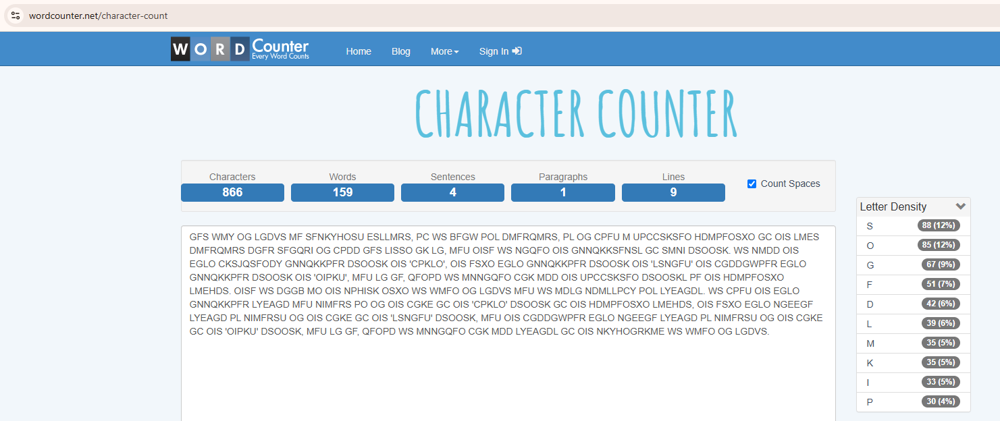 wordcounter.net/character-count
WORD Counter
Every Word Counts
Home Blog More Sign In
CHARACTER COUNTER
Characters Words Sentences Paragraphs Lines
866 159 4 1 9
Count Spaces
GFS WMY OG LGDVS MF SFNKYHOSU ESLLMRS, PC WS BFGW POL DMFRQMRS, PL OG CPFU M UPCCSKSFO HDMPFOSXO GC OIS LMES
DMFRQMRS DGFR SFGQRI OG CPDD GFS LISSO GK LG, MFU OISF WS NGQFO OIS GNNQKKSFNSL GC SMNI DSOOSK. WS NMDD OIS
EGLO CKSJQSFODY GNNQKKPFR DSOOSK OIS 'CPKLO', OIS FSXO EGLO GNNQKKPFR DSOOSK OIS 'LSNGFU' OIS CGDDGWPFR EGLO
GNNQKKPFR DSOOSK OIS 'OIPKU', MFU LG GF, QFOPD WS MNNGQFO CGK MDD OIS UPCCSKSFO DSOOSKL PF OIS HDMPFOSXO
LMEHDS. OISF WS DGGB MO OIS NPHISK OSXO WS WMFO OG LGDVS MFU WS MDLG NDMLLPCY POL LYEAGDL. WS CPFU OIS EGLO
GNNQKKPFR LYEAGD MFU NIMFRS PO OG OIS CGKE GC OIS 'CPKLO' DSOOSK GC OIS HDMPFOSXO LMEHDS, OIS FSXO EGLO NGEEGF
LYEAGD PL NIMFRSU OG OIS CGKE GC OIS 'LSNGFU' DSOOSK, MFU OIS CGDDGWPFR EGLO NGEEGF LYEAGD PL NIMFRSU OG OIS CGKE
GC OIS 'OIPKU' DSOOSK, MFU LG GF, QFOPD WS MNNGQFO CGK MDD LYEAGDL GC OIS NKYHOGRKME WS WMFO OG LGDVS.
Letter Density
S 88 (12%)
O 85 (12%)
G 67 (9%)
F 51 (7%)
D 42 (6%)
L 39 (6%)
M 35 (5%)
K 35 (5%)
I 33 (5%)
P 30 (4%)